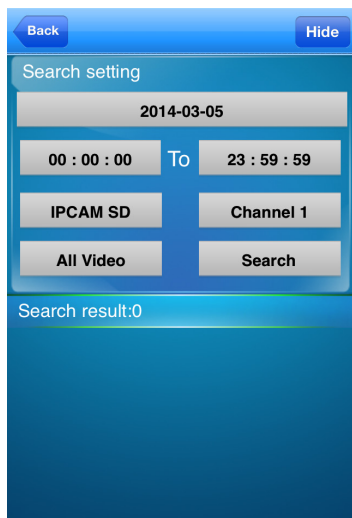 Back Hide
Search setting
2014-03-05
00 : 00 : 00 To 23 : 59 : 59
IPCAM SD Channel 1
All Video Search
Search result:0